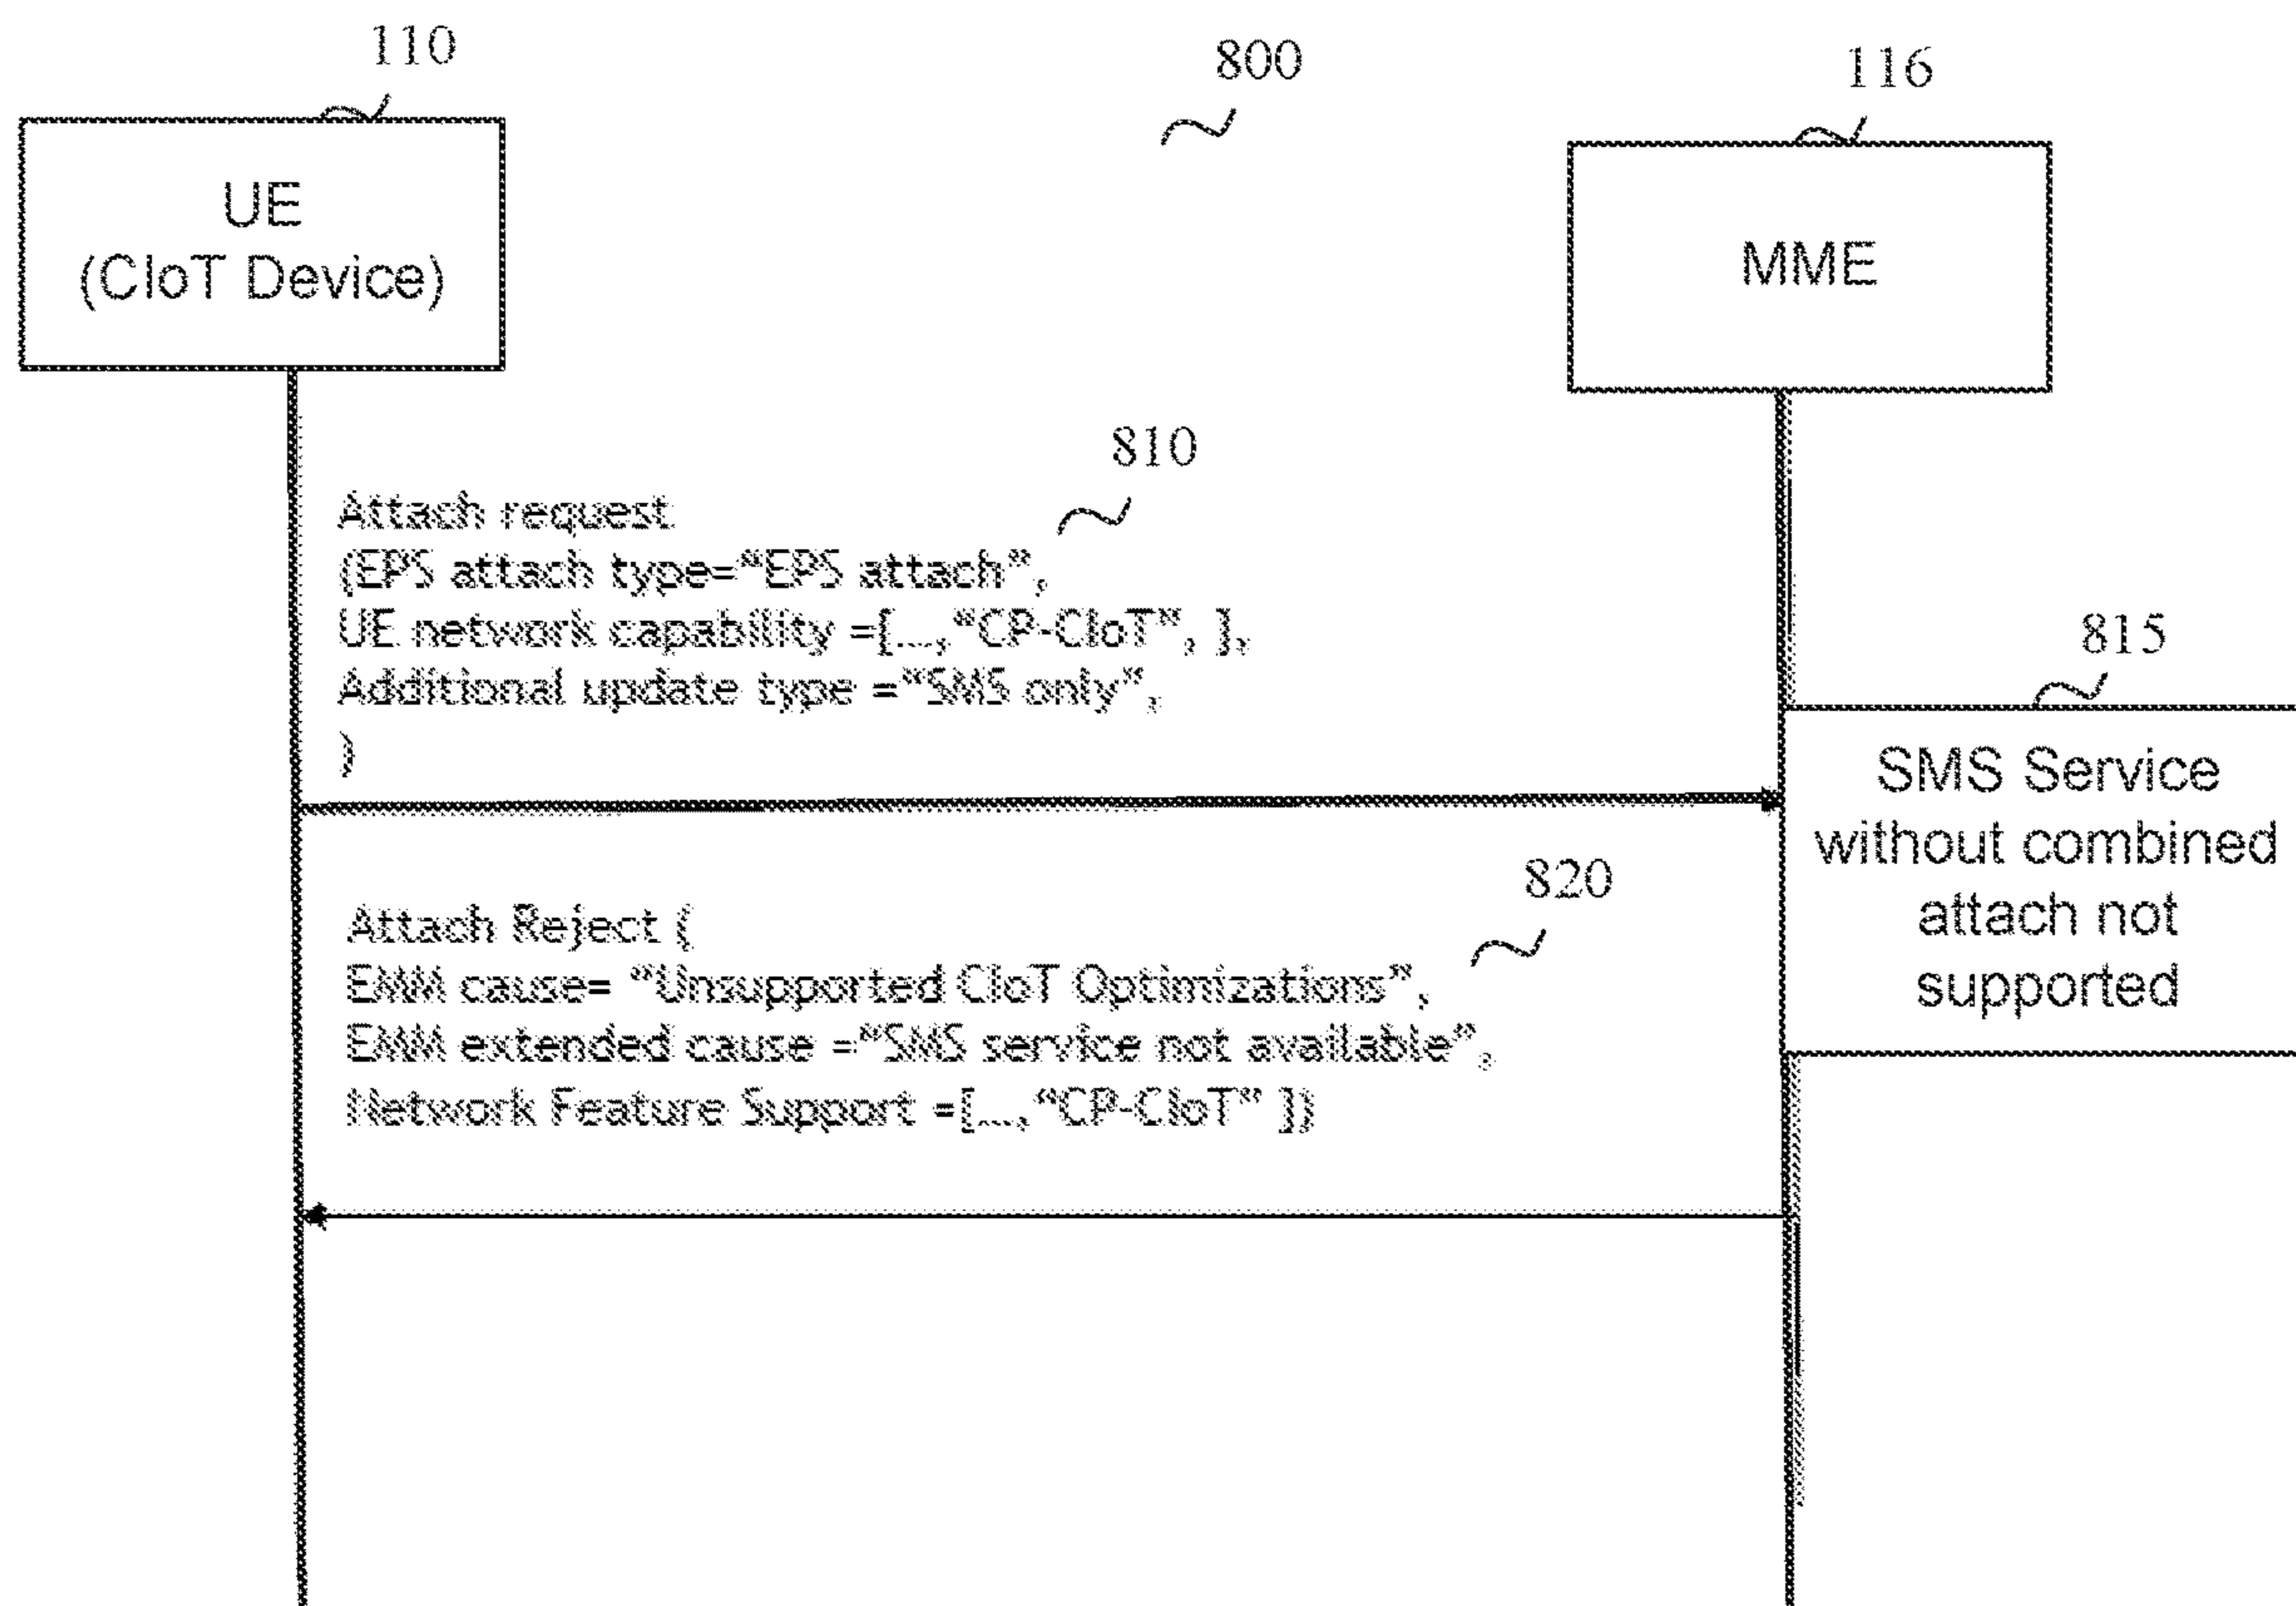 110
800
116
UE
(CIoT Device)
MME
810
Attach request
(EPS attach type="EPS attach",
UE network capability =[...,"CP-CIoT", ],
Additional update type ="SMS only",
)
815
SMS Service
without combined
attach not
supported
820
Attach Reject (
EMM cause= "Unsupported CIoT Optimizations",
EMM extended cause ="SMS service not available",
Network Feature Support =[...,"CP-CIoT" ])